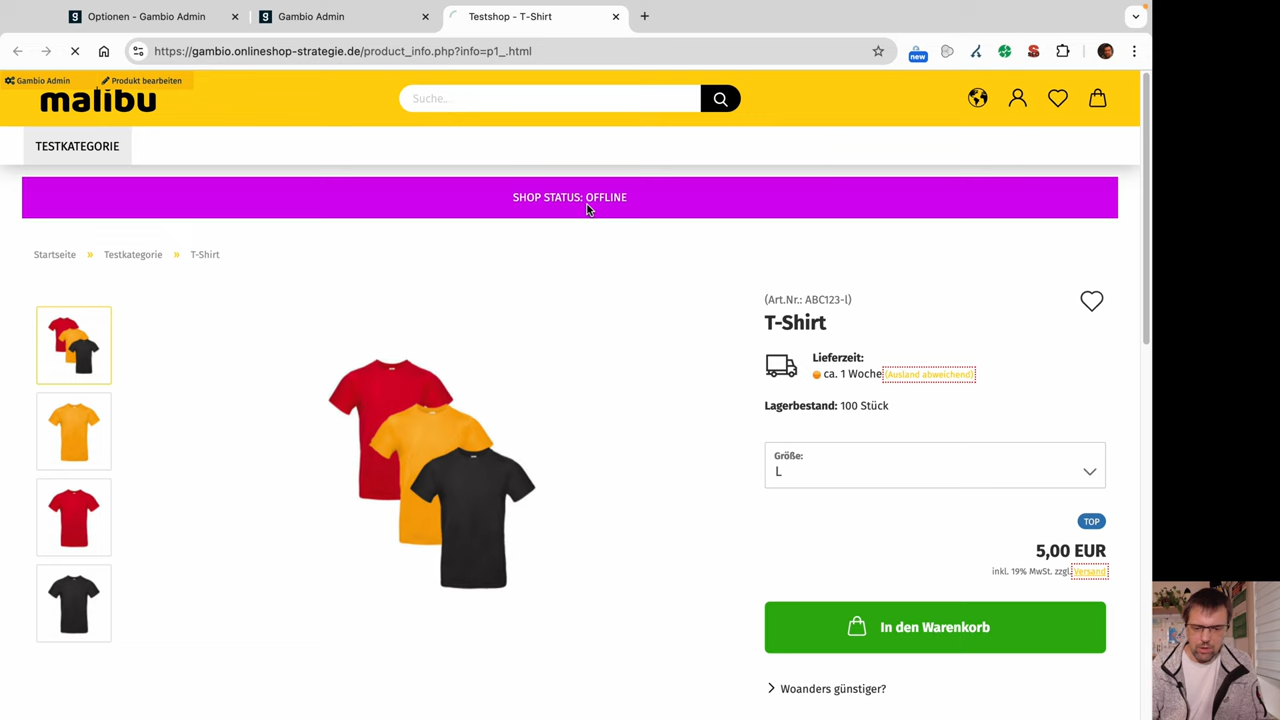 Optionen - Gambio Admin
Gambio Admin
Testshop - T-Shirt
https://gambio.onlineshop-strategie.de/product_info.php?info=p1_.html
new
Gambio Admin
Produkt bearbeiten
malibu
Suche...
TESTKATEGORIE
SHOP STATUS: OFFLINE
Startseite » Testkategorie » T-Shirt
(Art.Nr.: ABC123-l)
T-Shirt
Lieferzeit:
ca. 1 Woche (Ausland abweichend)
Lagerbestand: 100 Stück
Größe:
L
TOP
5,00 EUR
inkl. 19% MwSt. zzgl. Versand
In den Warenkorb
Woanders günstiger?